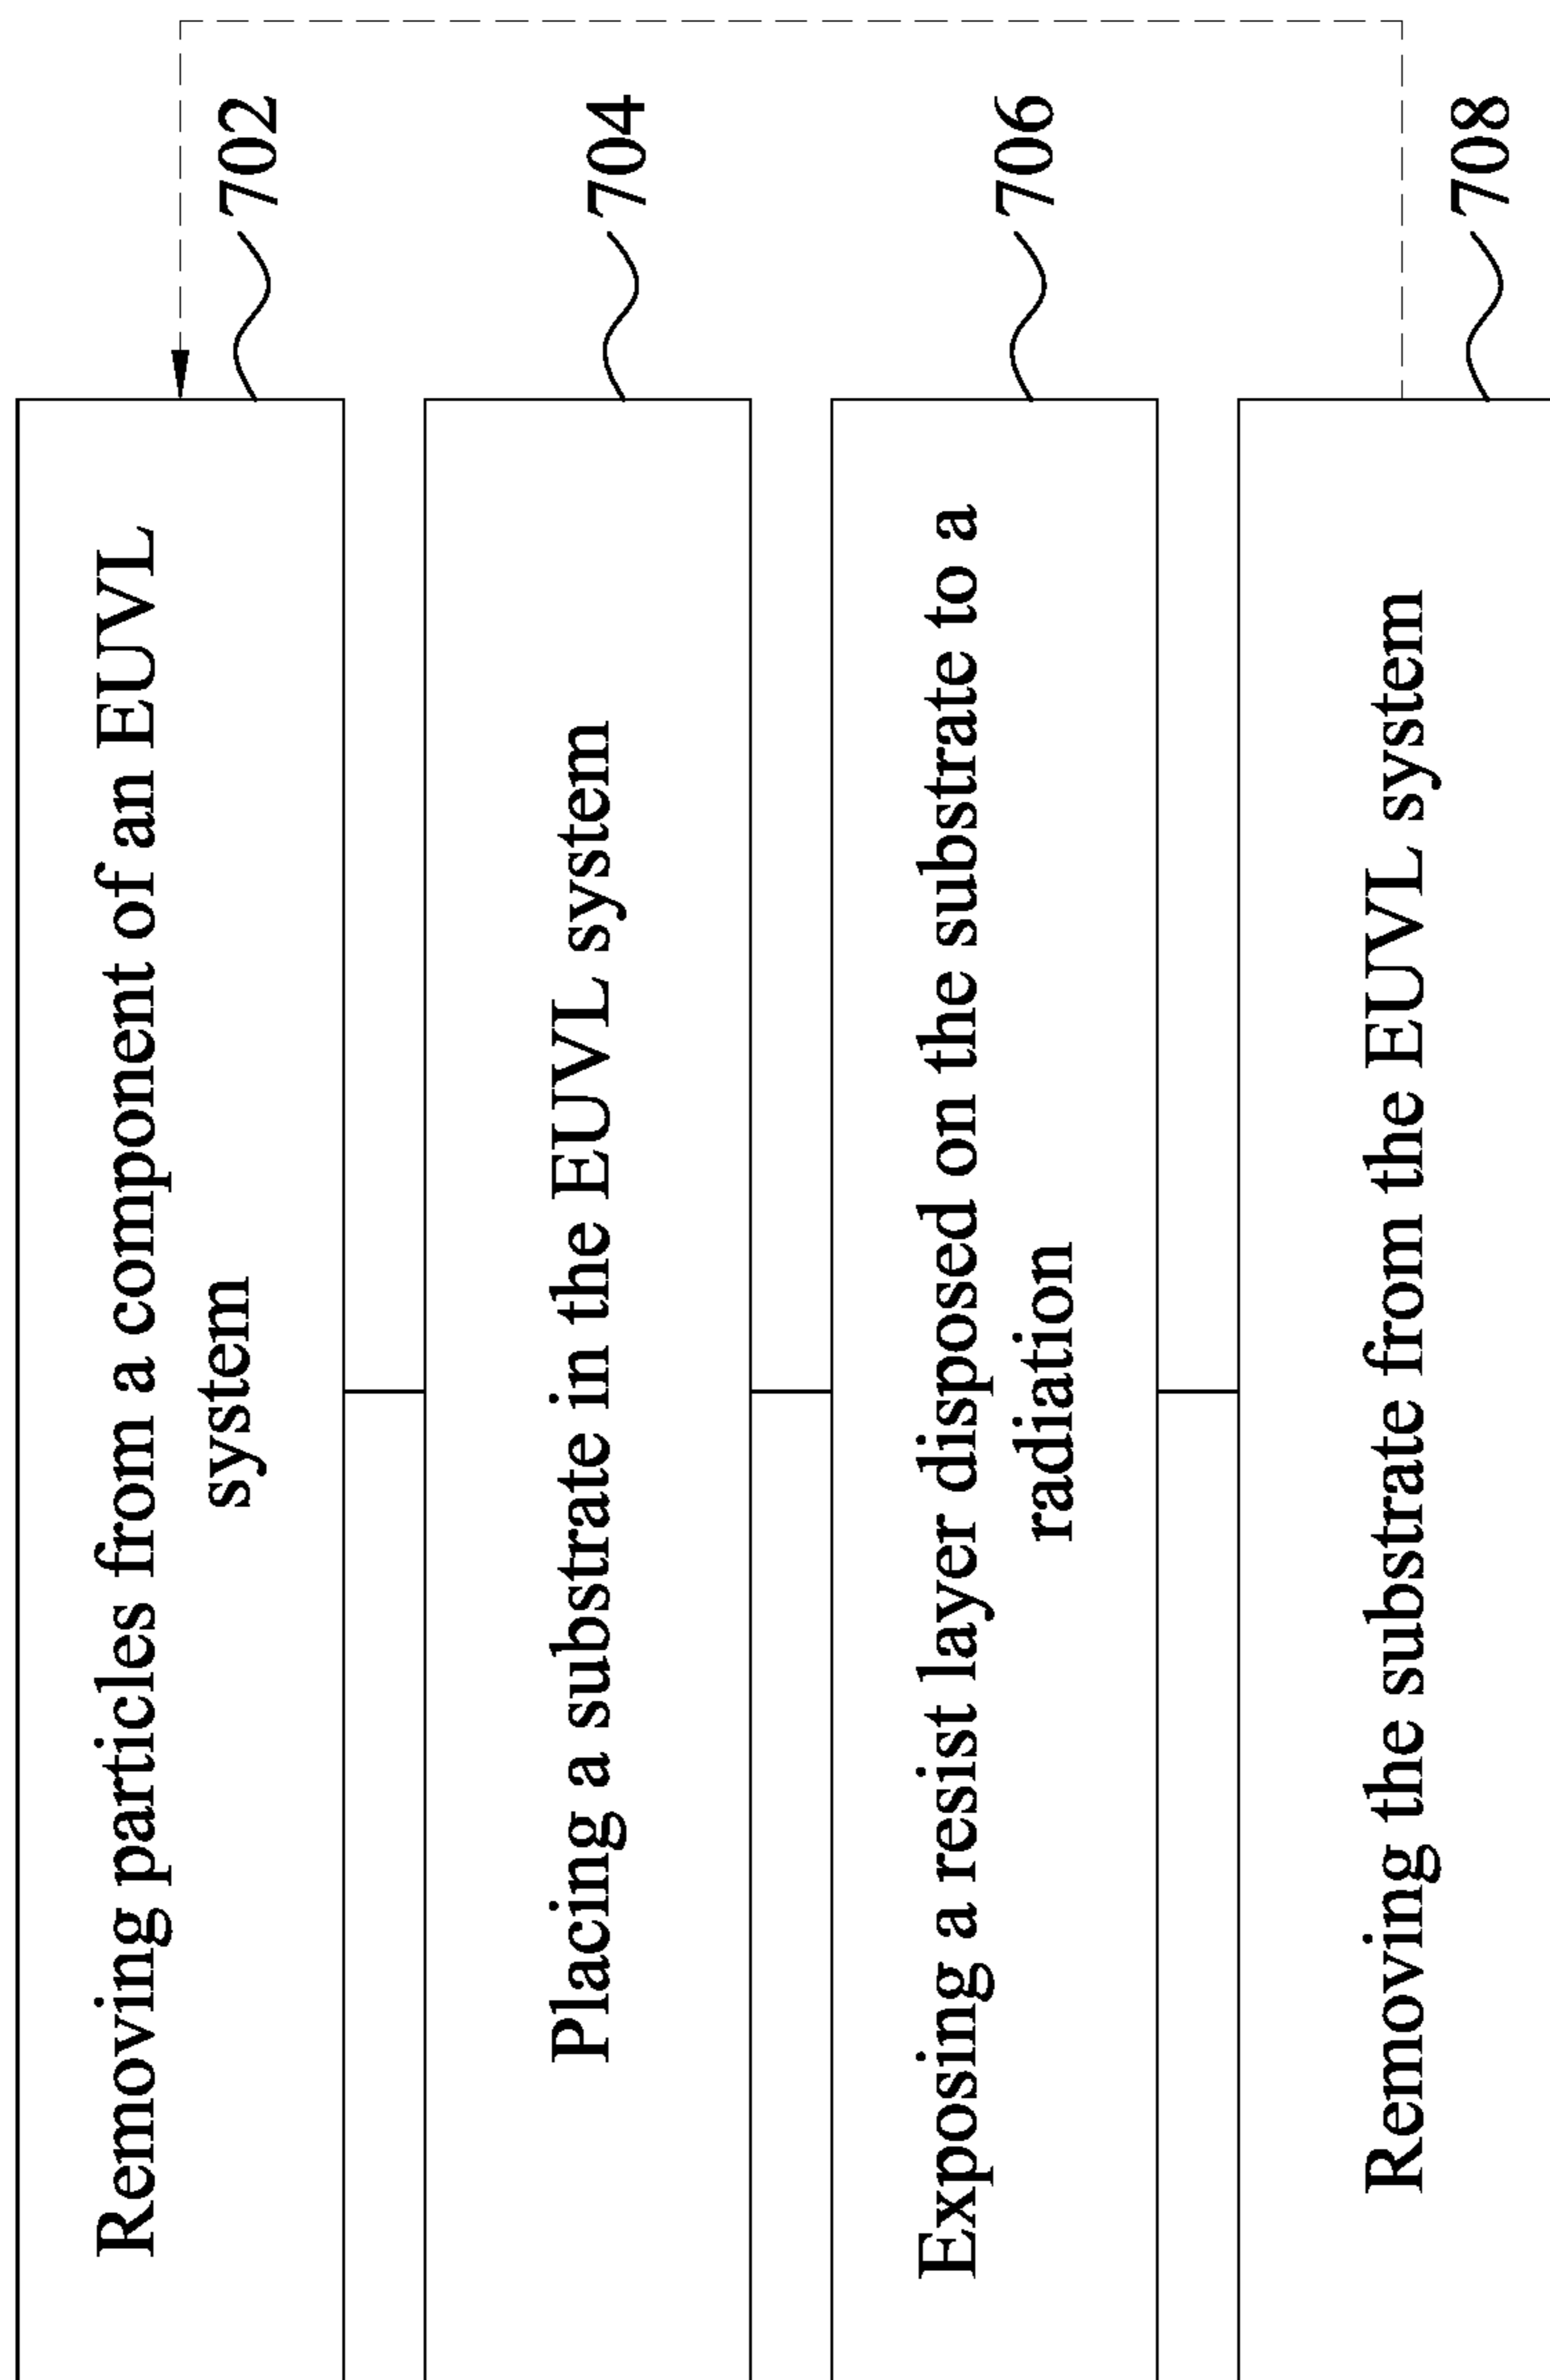 Removing particles from a component of an EUVL
system
702
Placing a substrate in the EUVL system
704
Exposing a resist layer disposed on the substrate to a
radiation
706
Removing the substrate from the EUVL system
708